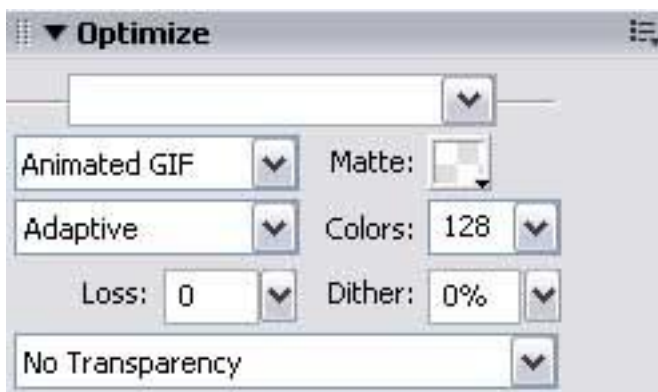 Optimize
Animated GIF Matte:
Adaptive Colors: 128
Loss: 0 Dither: 0%
No Transparency